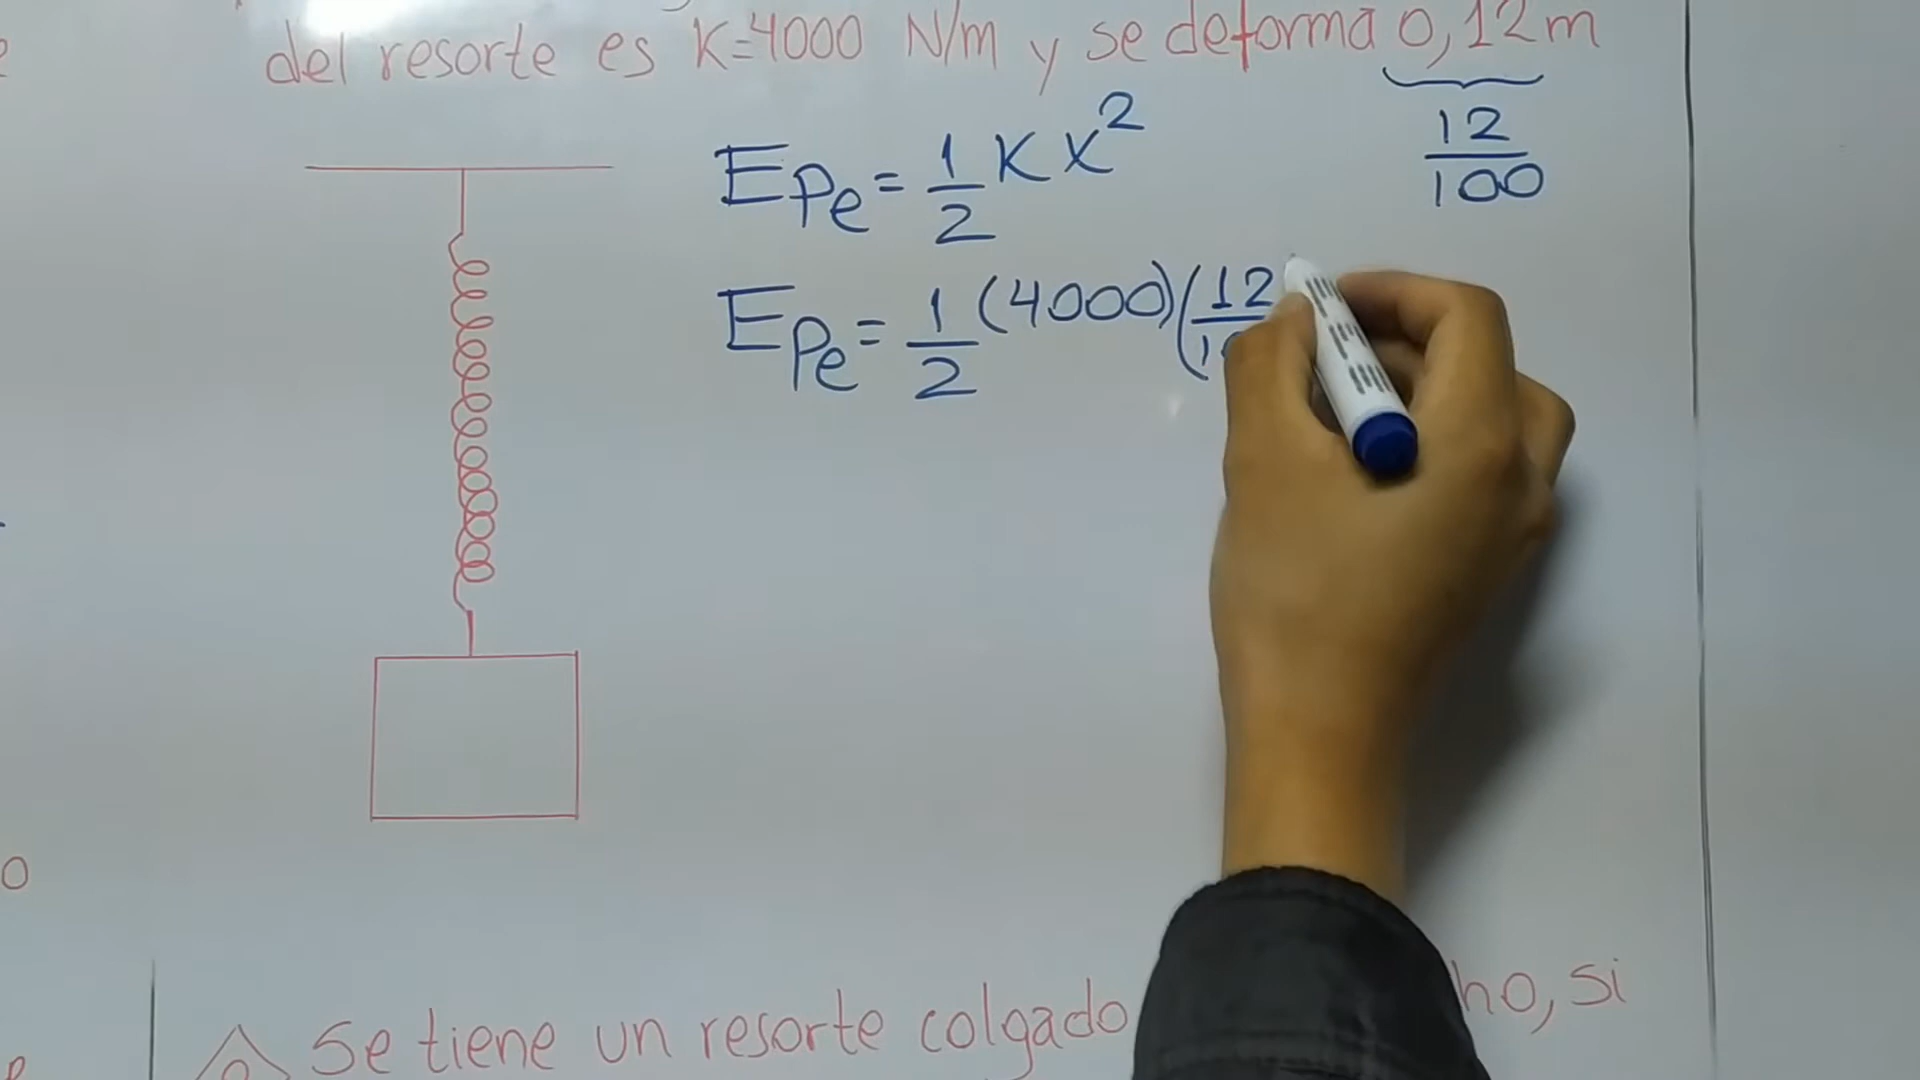 del resorte es K=4000 N/m y se deforma 0,12m
12
100
Epe = 1/2 K x²
Epe = 1/2 (4000)(12
Se tiene un resorte colgado ho, si